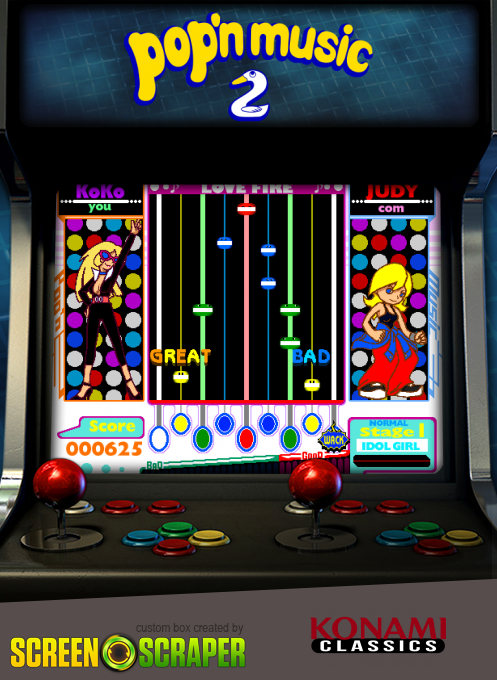 pop'n music
2
KOKO
you
LOVE FIRE
JUDY
com
GREAT
BAD
Score
000625
WACK
BAD
GOOD
NORMAL
Stage 1
IDOL GIRL
custom box created by
SCREEN SCRAPER
KONAMI
CLASSICS